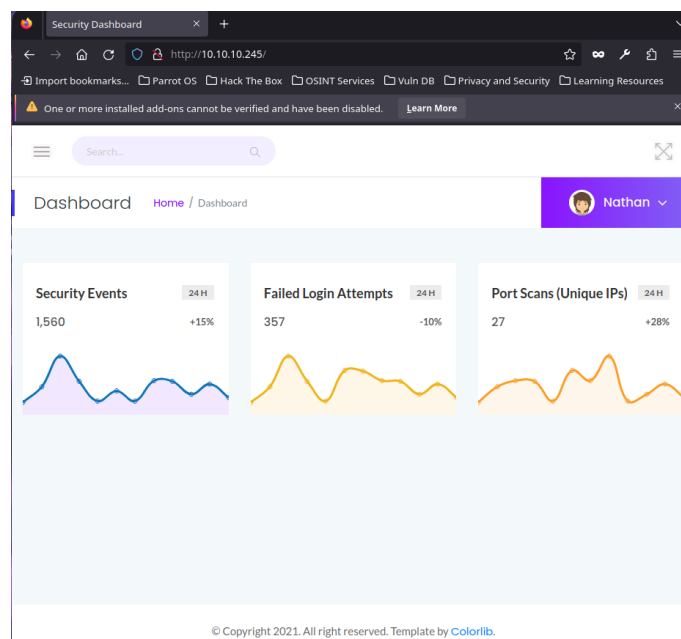 Security Dashboard
http://10.10.10.245/
Import bookmarks... Parrot OS Hack The Box OSINT Services Vuln DB Privacy and Security Learning Resources
One or more installed add-ons cannot be verified and have been disabled. Learn More
Search...
Dashboard Home / Dashboard Nathan
Security Events 24 H
1,560 +15%
Failed Login Attempts 24 H
357 -10%
Port Scans (Unique IPs) 24 H
27 +28%
© Copyright 2021. All right reserved. Template by Colorlib.